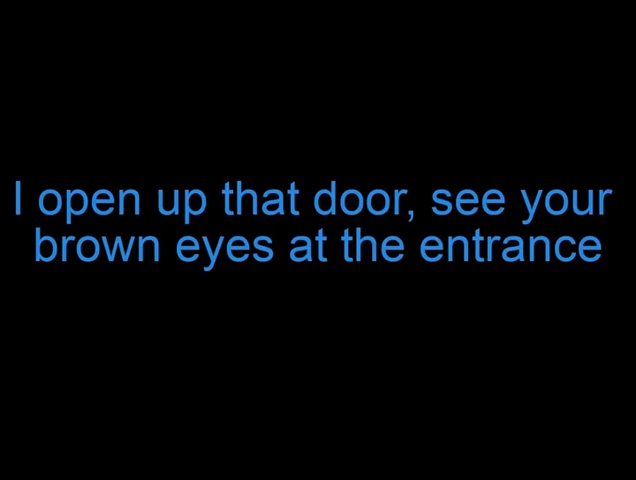 I open up that door, see your
brown eyes at the entrance